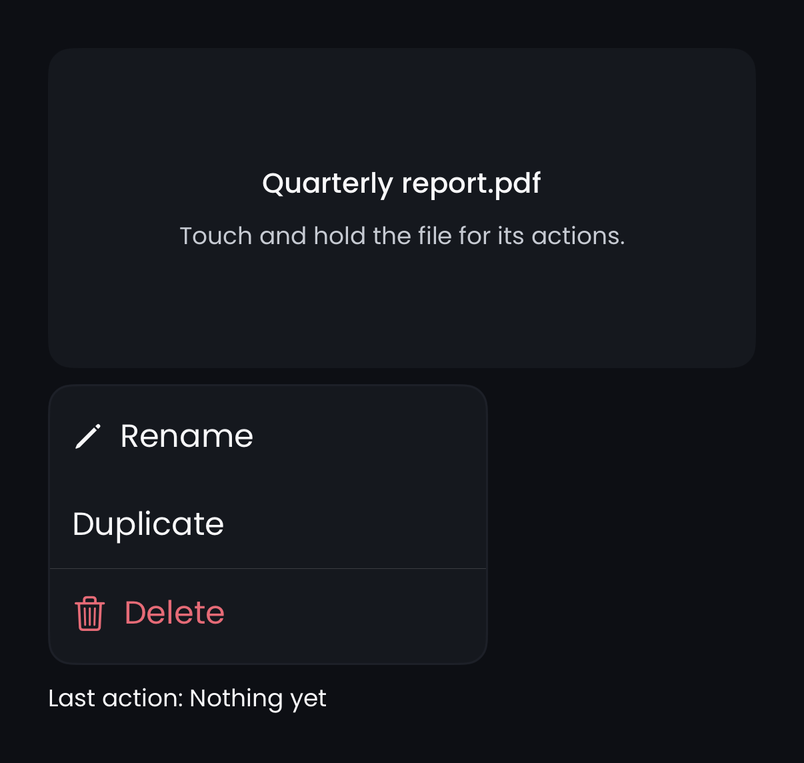 Quarterly report.pdf
Touch and hold the file for its actions.
Rename
Duplicate
Delete
Last action: Nothing yet